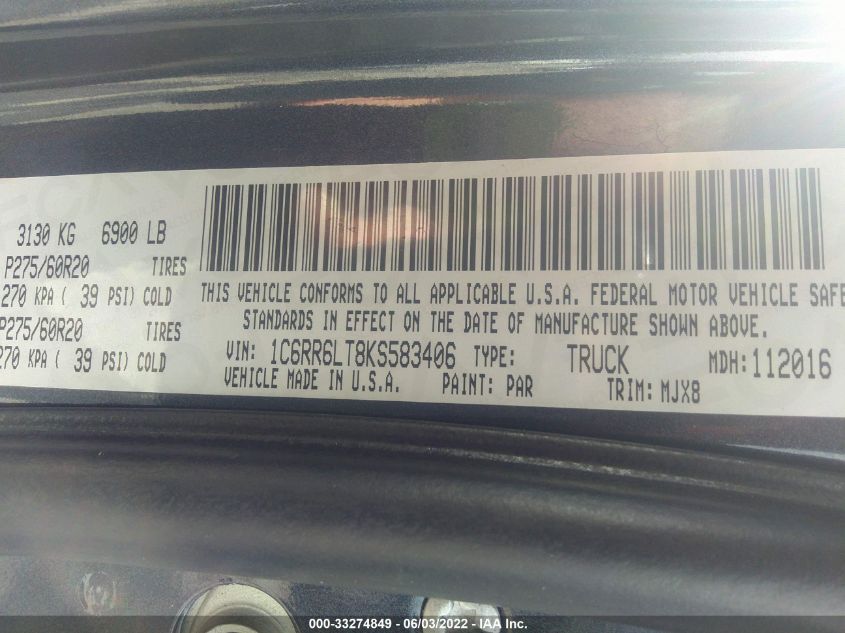 3130 KG 6900 LB
P275/60R20 TIRES
270 KPA ( 39 PSI) COLD
P275/60R20 TIRES
270 KPA ( 39 PSI) COLD
THIS VEHICLE CONFORMS TO ALL APPLICABLE U.S.A. FEDERAL MOTOR VEHICLE SAFE
STANDARDS IN EFFECT ON THE DATE OF MANUFACTURE SHOWN ABOVE.
VIN: 1C6RR6LT8KS583406 TYPE: TRUCK MDH:112016
VEHICLE MADE IN U.S.A. PAINT: PAR TRIM: MJX8
000-33274849 - 06/03/2022 - IAA Inc.